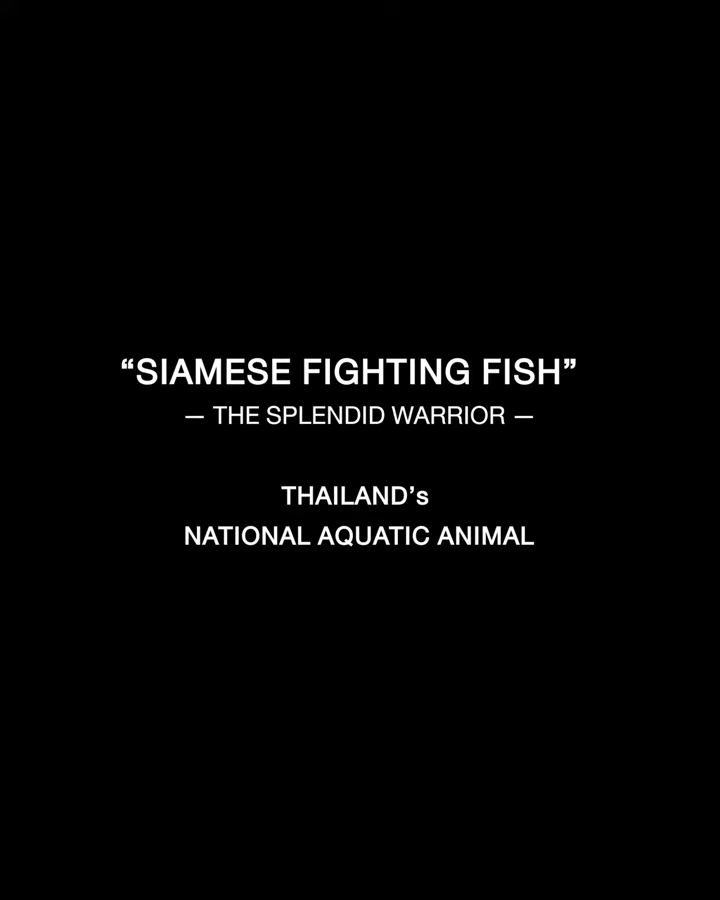 “SIAMESE FIGHTING FISH”
— THE SPLENDID WARRIOR —
THAILAND’s
NATIONAL AQUATIC ANIMAL